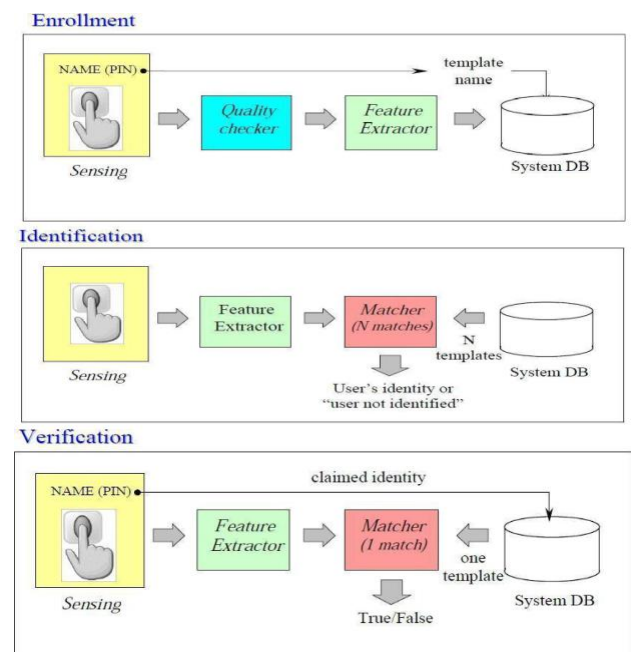 Enrollment
NAME (PIN)
template
name
Quality
checker
Feature
Extractor
System DB
Sensing
Identification
Feature
Extractor
Matcher
(N matches)
N
templates
System DB
Sensing
User's identity or
"user not identified"
Verification
claimed identity
NAME (PIN)
Feature
Extractor
Matcher
(1 match)
one
template
System DB
Sensing
True/False